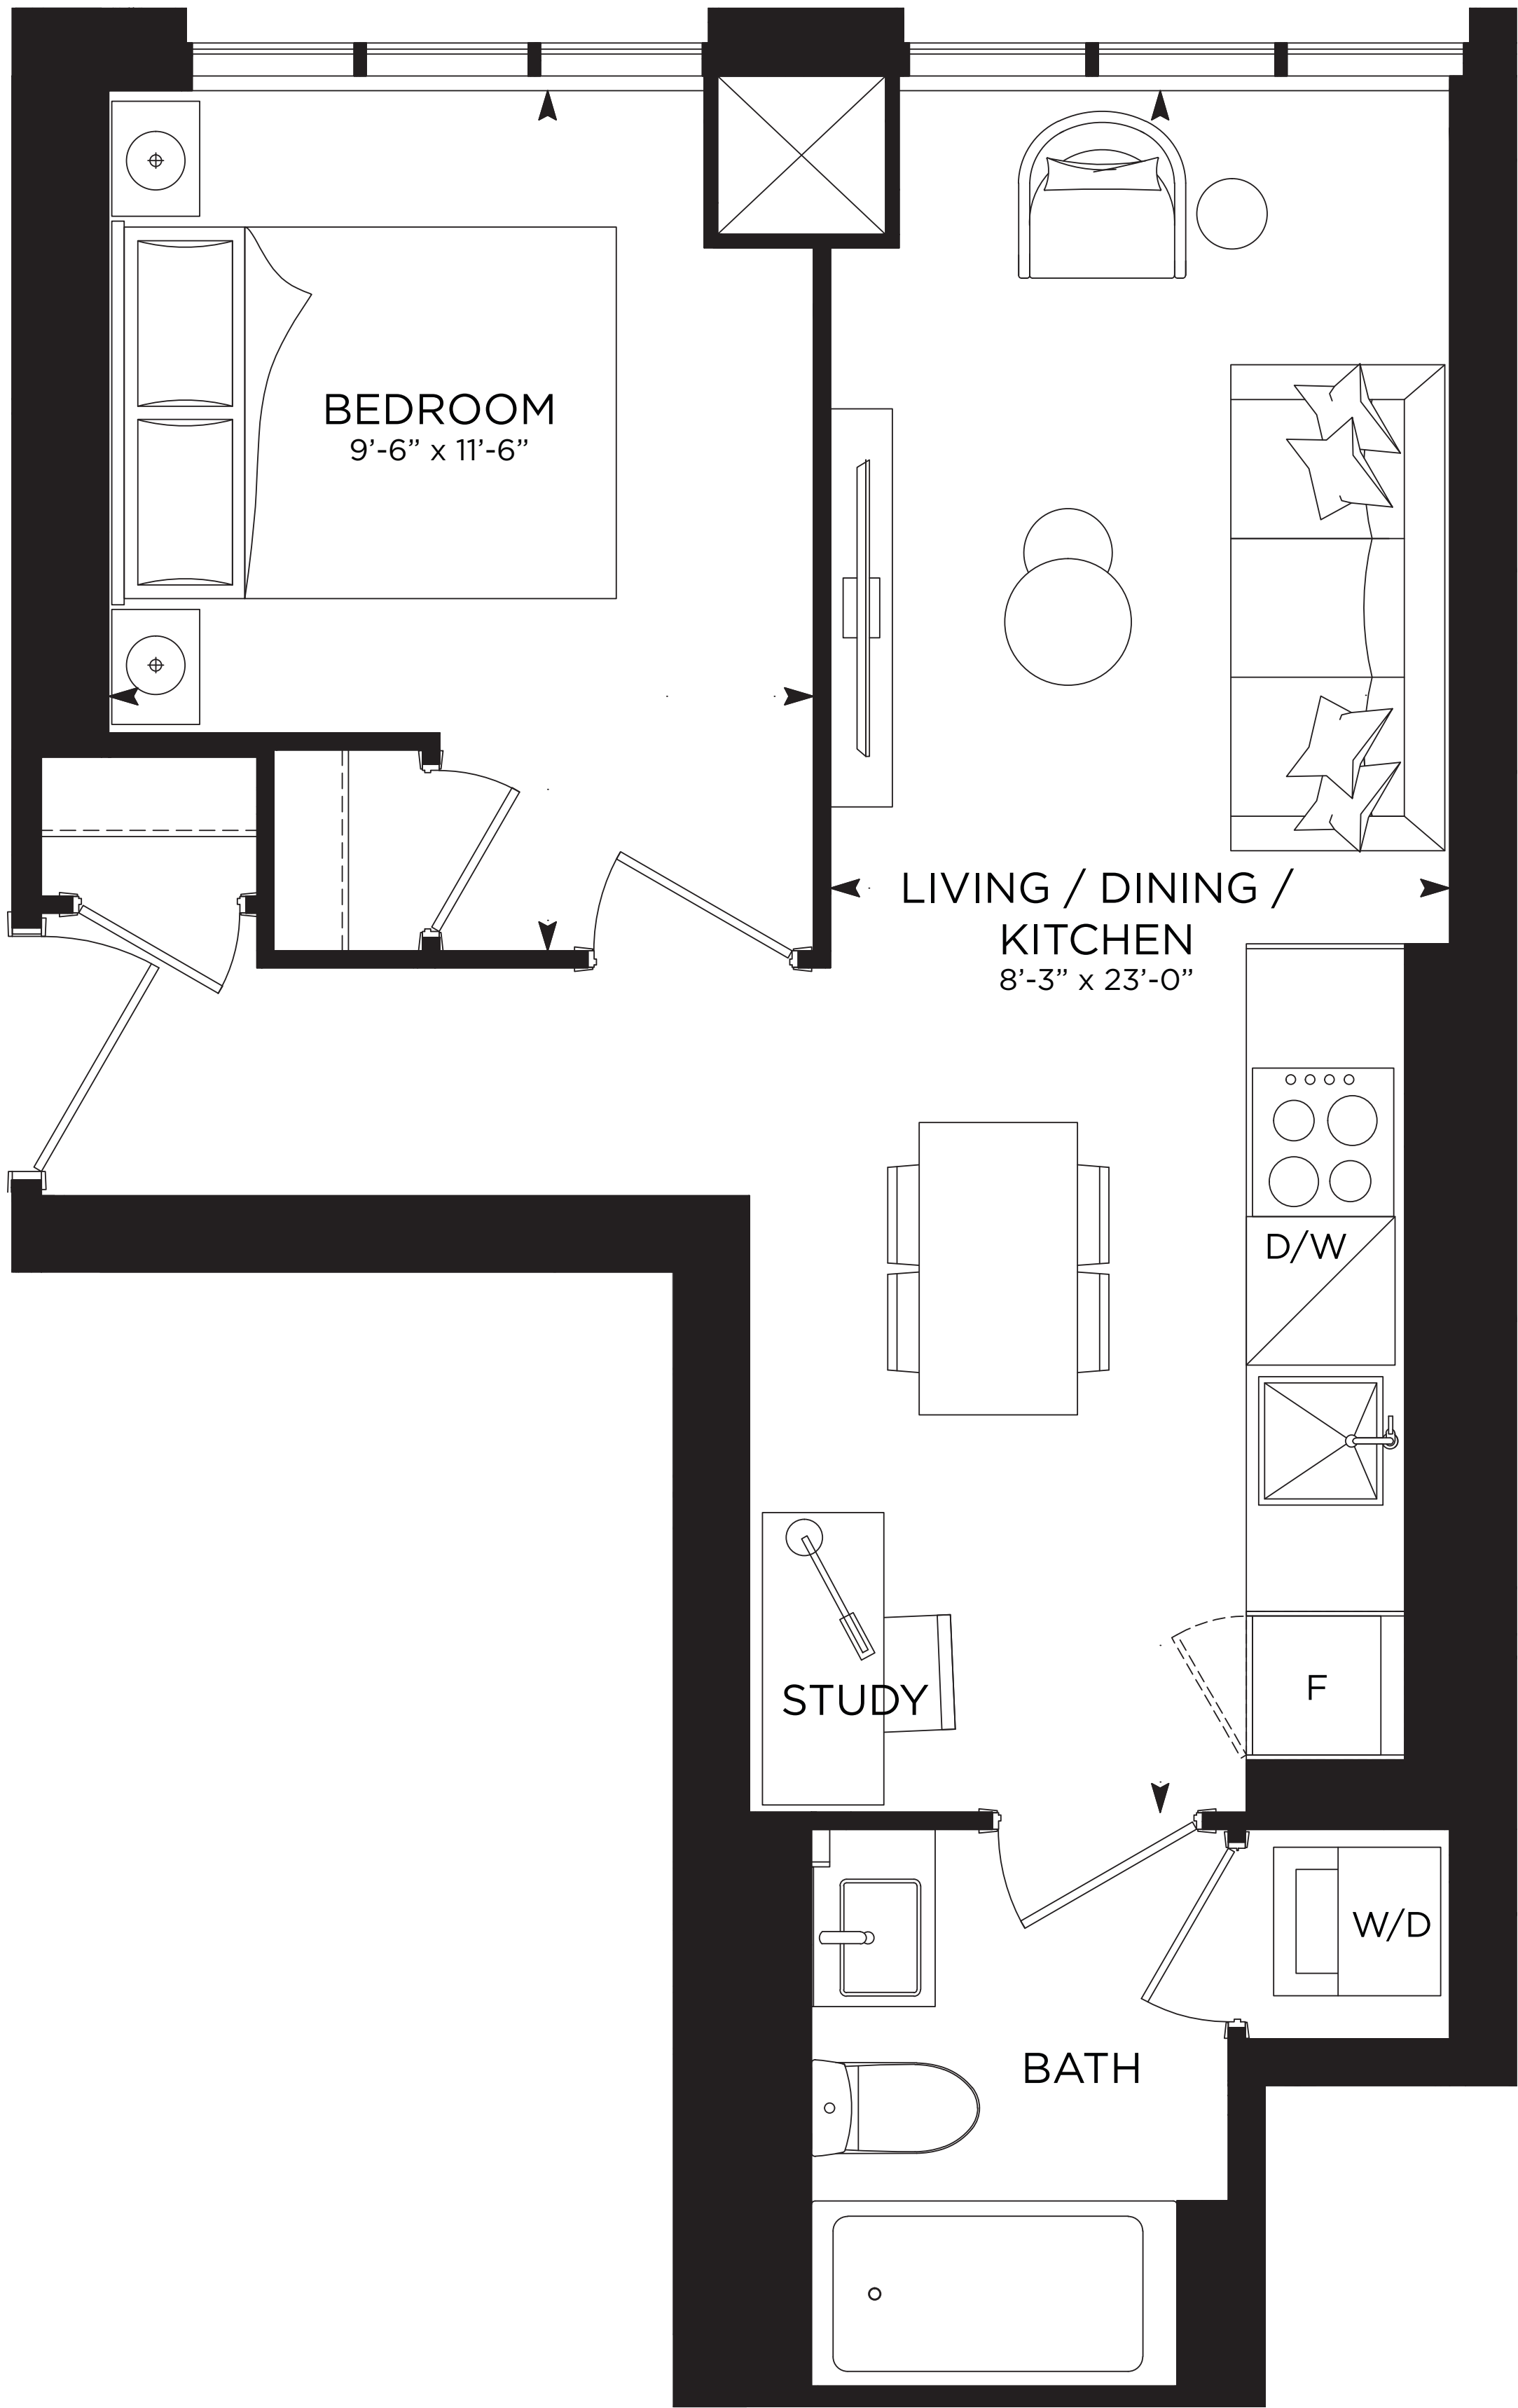 BEDROOM
9’-6” x 11’-6”
LIVING / DINING /
KITCHEN
8’-3” x 23’-0”
D/W
F
STUDY
W/D
BATH